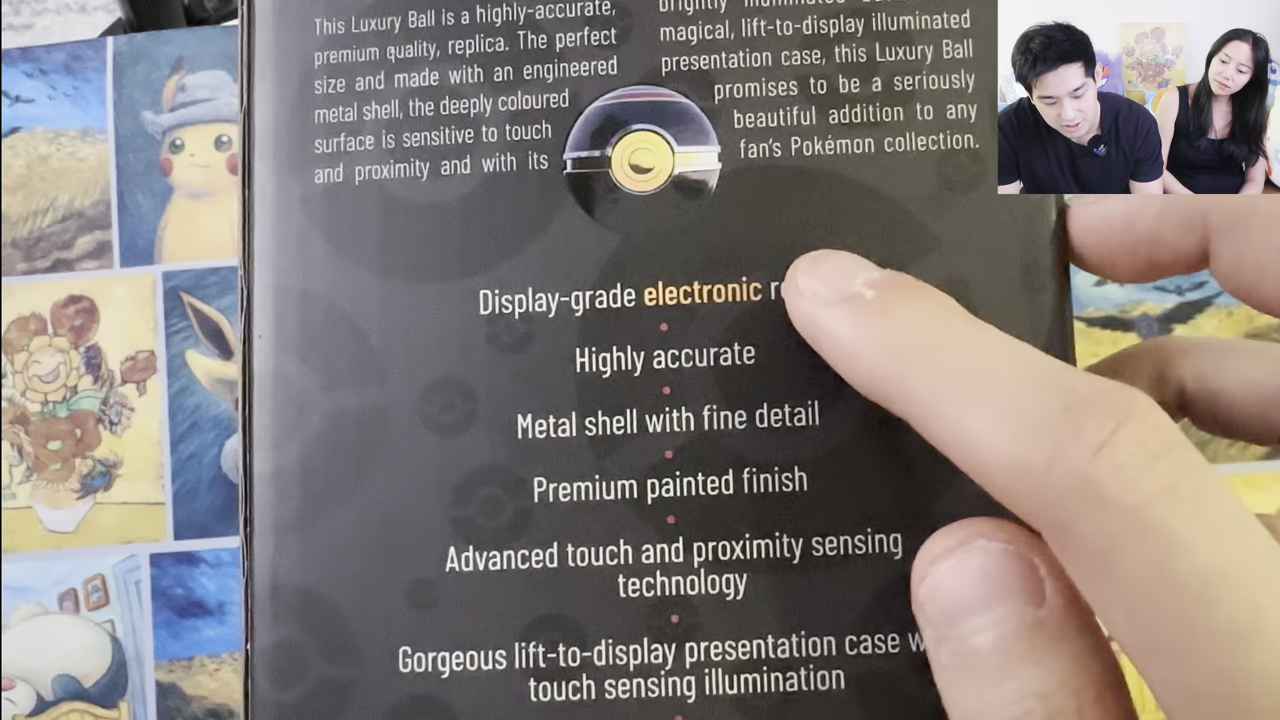 This Luxury Ball is a highly-accurate,
premium quality, replica. The perfect
size and made with an engineered
metal shell, the deeply coloured
surface is sensitive to touch
and proximity and with its
brightly illuminated
magical, lift-to-display illuminated
presentation case, this Luxury Ball
promises to be a seriously
beautiful addition to any
fan's Pokémon collection.
Display-grade electronic
Highly accurate
Metal shell with fine detail
Premium painted finish
Advanced touch and proximity sensing
technology
Gorgeous lift-to-display presentation case
touch sensing illumination